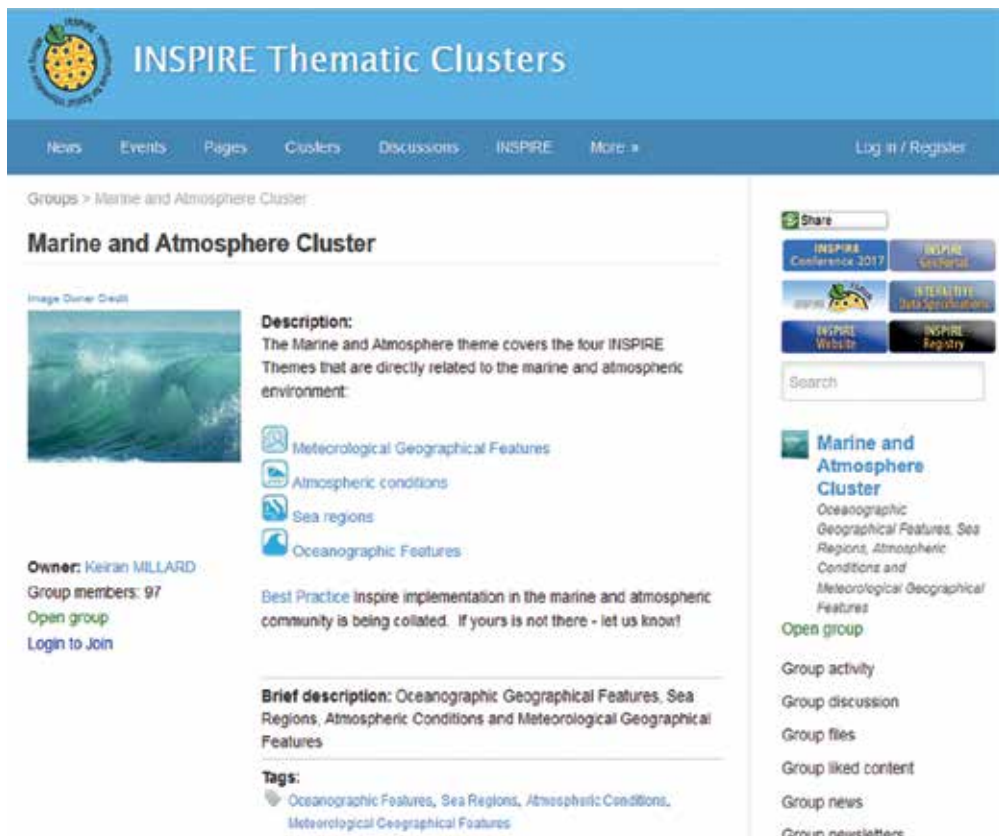 INSPIRE Thematic Clusters
News Events Pages Clusters Discussions INSPIRE More » Log in / Register
Groups > Marine and Atmosphere Cluster
Marine and Atmosphere Cluster
Image Owner Credit
Description:
The Marine and Atmosphere theme covers the four INSPIRE
Themes that are directly related to the marine and atmospheric
environment:
Meteorological Geographical Features
Atmospheric conditions
Sea regions
Oceanographic Features
Owner: Keiran MILLARD
Group members: 97
Open group
Login to Join
Best Practice Inspire implementation in the marine and atmospheric
community is being collated. If yours is not there - let us know!
Brief description: Oceanographic Geographical Features, Sea
Regions, Atmospheric Conditions and Meteorological Geographical
Features
Tags:
Oceanographic Features, Sea Regions, Atmospheric Conditions,
Meteorological Geographical Features
Share
INSPIRE
Conference 2017
INSPIRE
GeoPortal
INTERACTIVE
Data Specifications
INSPIRE
Website
INSPIRE
Registry
Search
Marine and
Atmosphere
Cluster
Oceanographic
Geographical Features, Sea
Regions, Atmospheric
Conditions and
Meteorological Geographical
Features
Open group
Group activity
Group discussion
Group files
Group liked content
Group news
Group newsletters